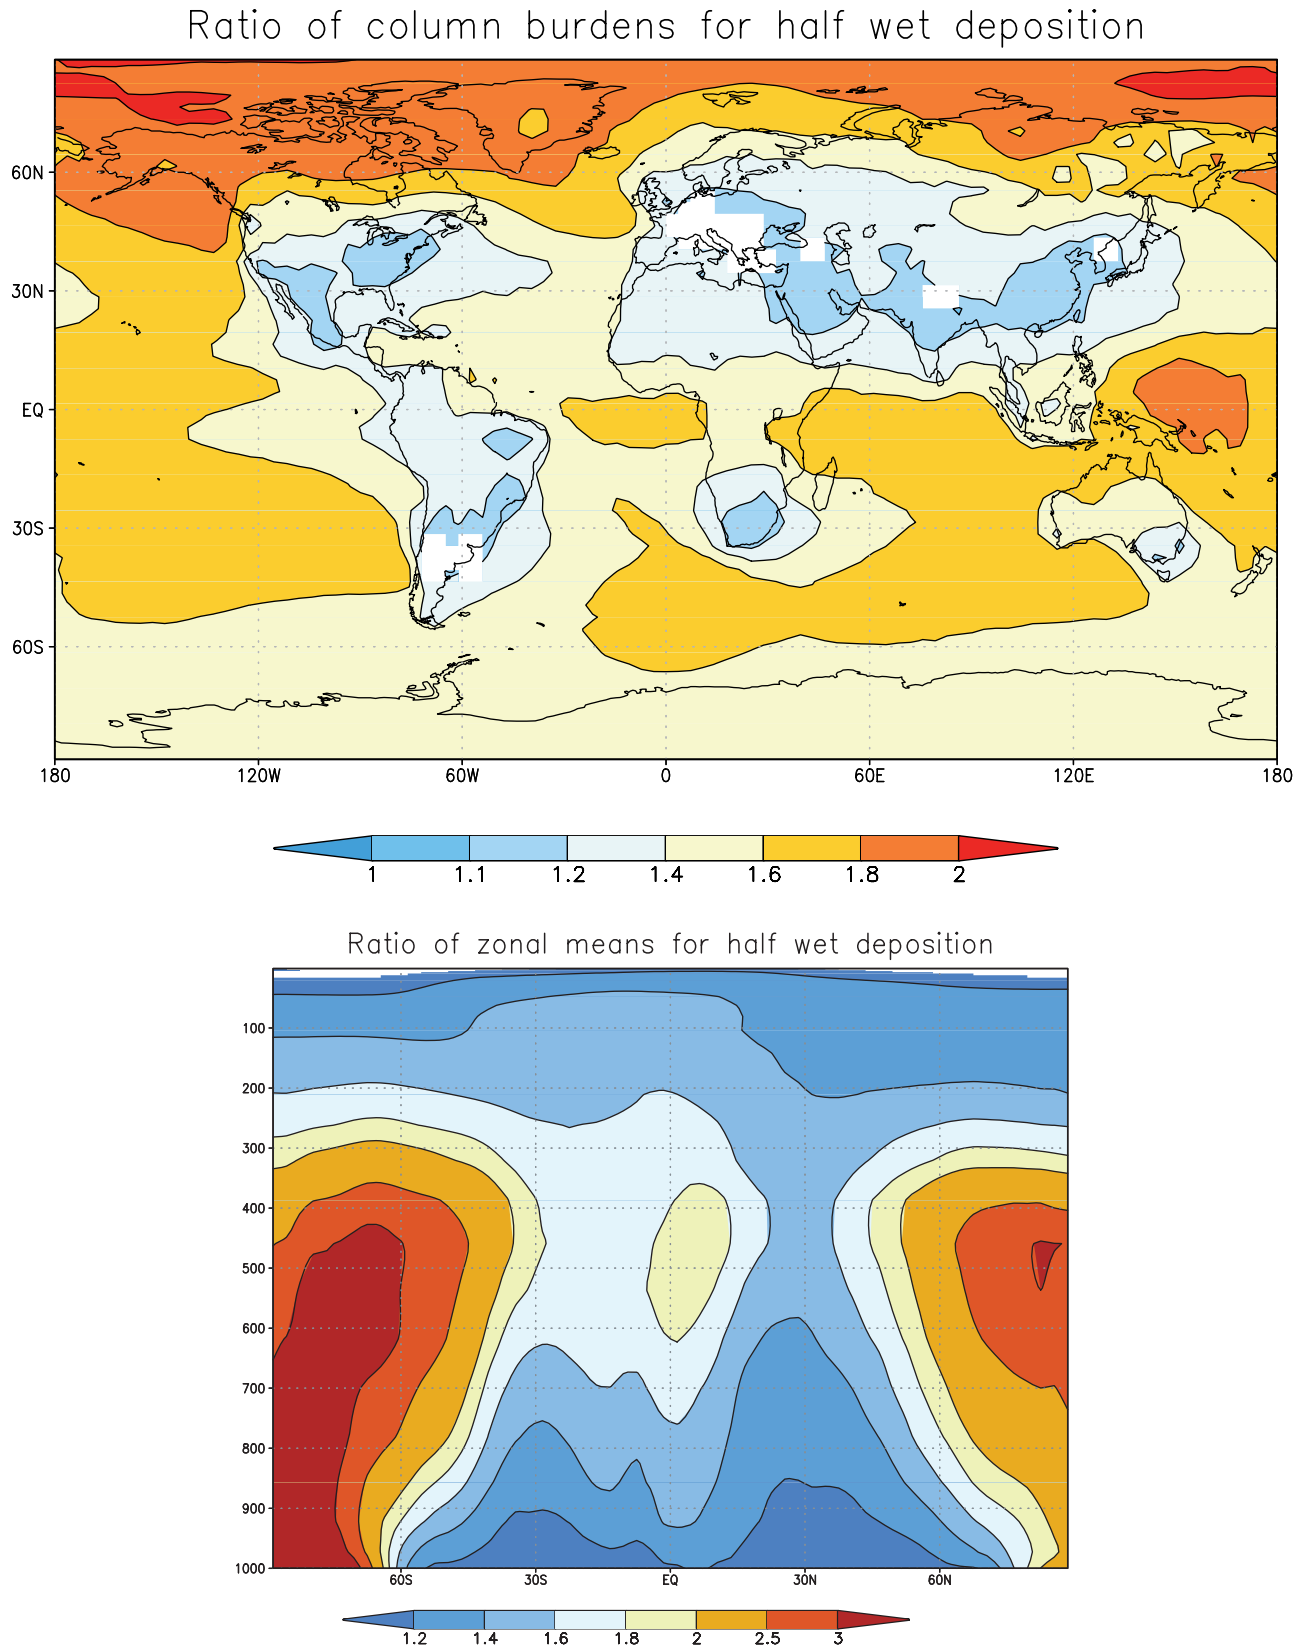 Ratio of column burdens for half wet deposition
60N
30N
EQ
30S
60S
180 120W 60W 0 60E 120E 180
1 1.1 1.2 1.4 1.6 1.8 2
Ratio of zonal means for half wet deposition
100
200
300
400
500
600
700
800
900
1000
60S 30S EQ 30N 60N
1.2 1.4 1.6 1.8 2 2.5 3